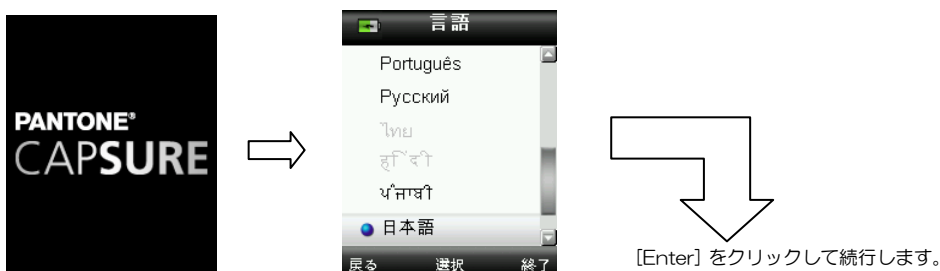 PANTONE®
CAPSURE
言語
Português
Русский
ไทย
हिंदी
ਪੰਜਾਬੀ
日本語
戻る 選択 終了
[Enter] をクリックして続行します。